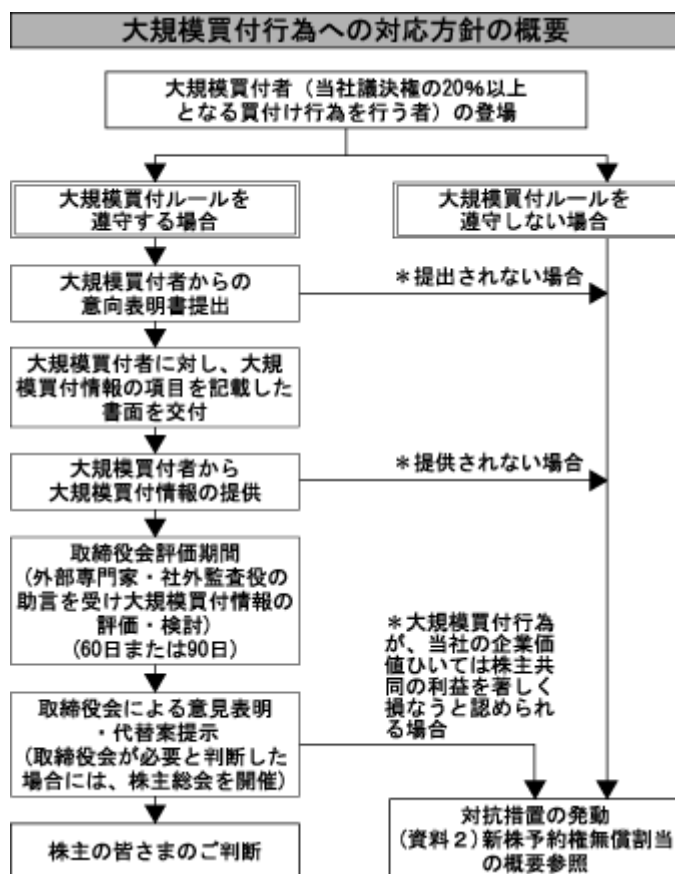 大規模買付行為への対応方針の概要
大規模買付者（当社議決権の20%以上
となる買付け行為を行う者）の登場
大規模買付ルールを
遵守する場合
大規模買付ルールを
遵守しない場合
大規模買付者からの
意向表明書提出
＊提出されない場合
大規模買付者に対し、大規
模買付情報の項目を記載した
書面を交付
大規模買付者から
大規模買付情報の提供
＊提供されない場合
取締役会評価期間
(外部専門家・社外監査役の
助言を受け大規模買付情報の
評価・検討)
(60日または90日)
＊大規模買付行為
が、当社の企業価
値ひいては株主共
同の利益を著しく
損なうと認められ
る場合
取締役会による意見表明
・代替案提示
(取締役会が必要と判断した
場合には、株主総会を開催)
株主の皆さまのご判断
対抗措置の発動
(資料２)新株予約権無償割当
の概要参照